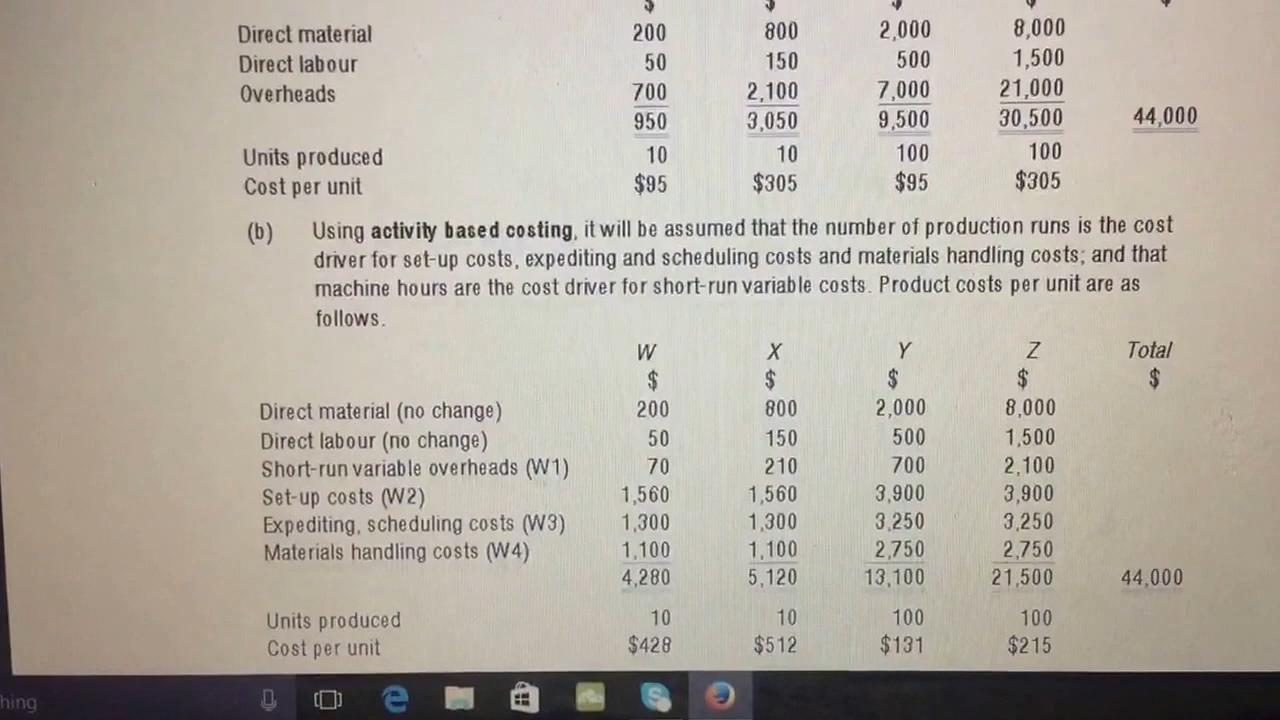 $ $ $ $ $
Direct material 200 800 2,000 8,000
Direct labour 50 150 500 1,500
Overheads 700 2,100 7,000 21,000
950 3,050 9,500 30,500 44,000
Units produced 10 10 100 100
Cost per unit $95 $305 $95 $305
(b) Using activity based costing, it will be assumed that the number of production runs is the cost
driver for set-up costs, expediting and scheduling costs and materials handling costs; and that
machine hours are the cost driver for short-run variable costs. Product costs per unit are as
follows.
W X Y Z Total
$ $ $ $ $
Direct material (no change) 200 800 2,000 8,000
Direct labour (no change) 50 150 500 1,500
Short-run variable overheads (W1) 70 210 700 2,100
Set-up costs (W2) 1,560 1,560 3,900 3,900
Expediting, scheduling costs (W3) 1,300 1,300 3,250 3,250
Materials handling costs (W4) 1,100 1,100 2,750 2,750
4,280 5,120 13,100 21,500 44,000
Units produced 10 10 100 100
Cost per unit $428 $512 $131 $215
hing